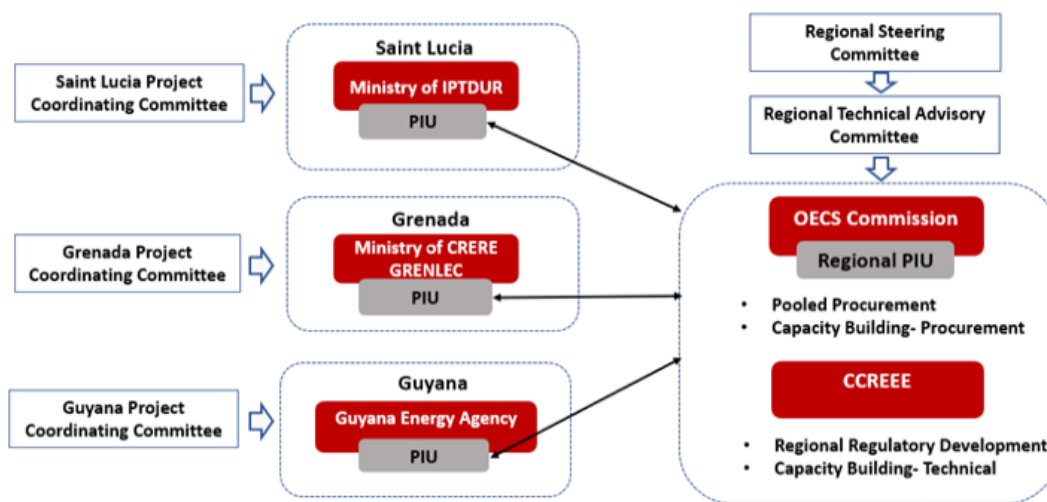 Saint Lucia Project
Coordinating Committee
Saint Lucia
Ministry of IPTDUR
PIU
Grenada Project
Coordinating Committee
Grenada
Ministry of CRERE
GRENLEC
PIU
Guyana Project
Coordinating Committee
Guyana
Guyana Energy Agency
PIU
Regional Steering
Committee
Regional Technical Advisory
Committee
OECS Commission
Regional PIU
• Pooled Procurement
• Capacity Building- Procurement
CCREEE
• Regional Regulatory Development
• Capacity Building- Technical